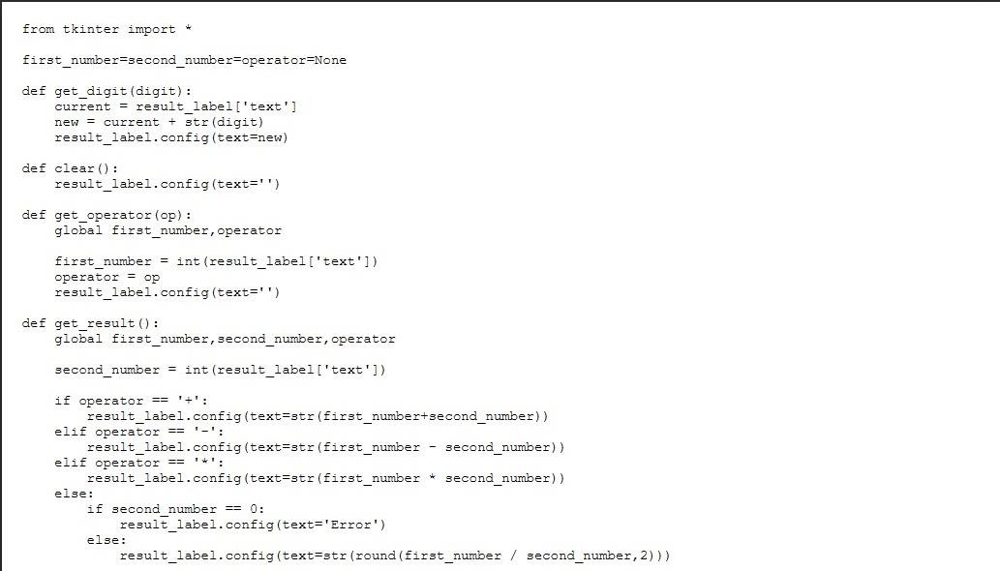 from tkinter import *
first_number=second_number=operator=None
def get_digit(digit):
    current = result_label['text']
    new = current + str(digit)
    result_label.config(text=new)
def clear():
    result_label.config(text='')
def get_operator(op):
    global first_number,operator
    first_number = int(result_label['text'])
    operator = op
    result_label.config(text='')
def get_result():
    global first_number,second_number,operator
    second_number = int(result_label['text'])
    if operator == '+':
        result_label.config(text=str(first_number+second_number))
    elif operator == '-':
        result_label.config(text=str(first_number - second_number))
    elif operator == '*':
        result_label.config(text=str(first_number * second_number))
    else:
        if second_number == 0:
            result_label.config(text='Error')
        else:
            result_label.config(text=str(round(first_number / second_number,2)))